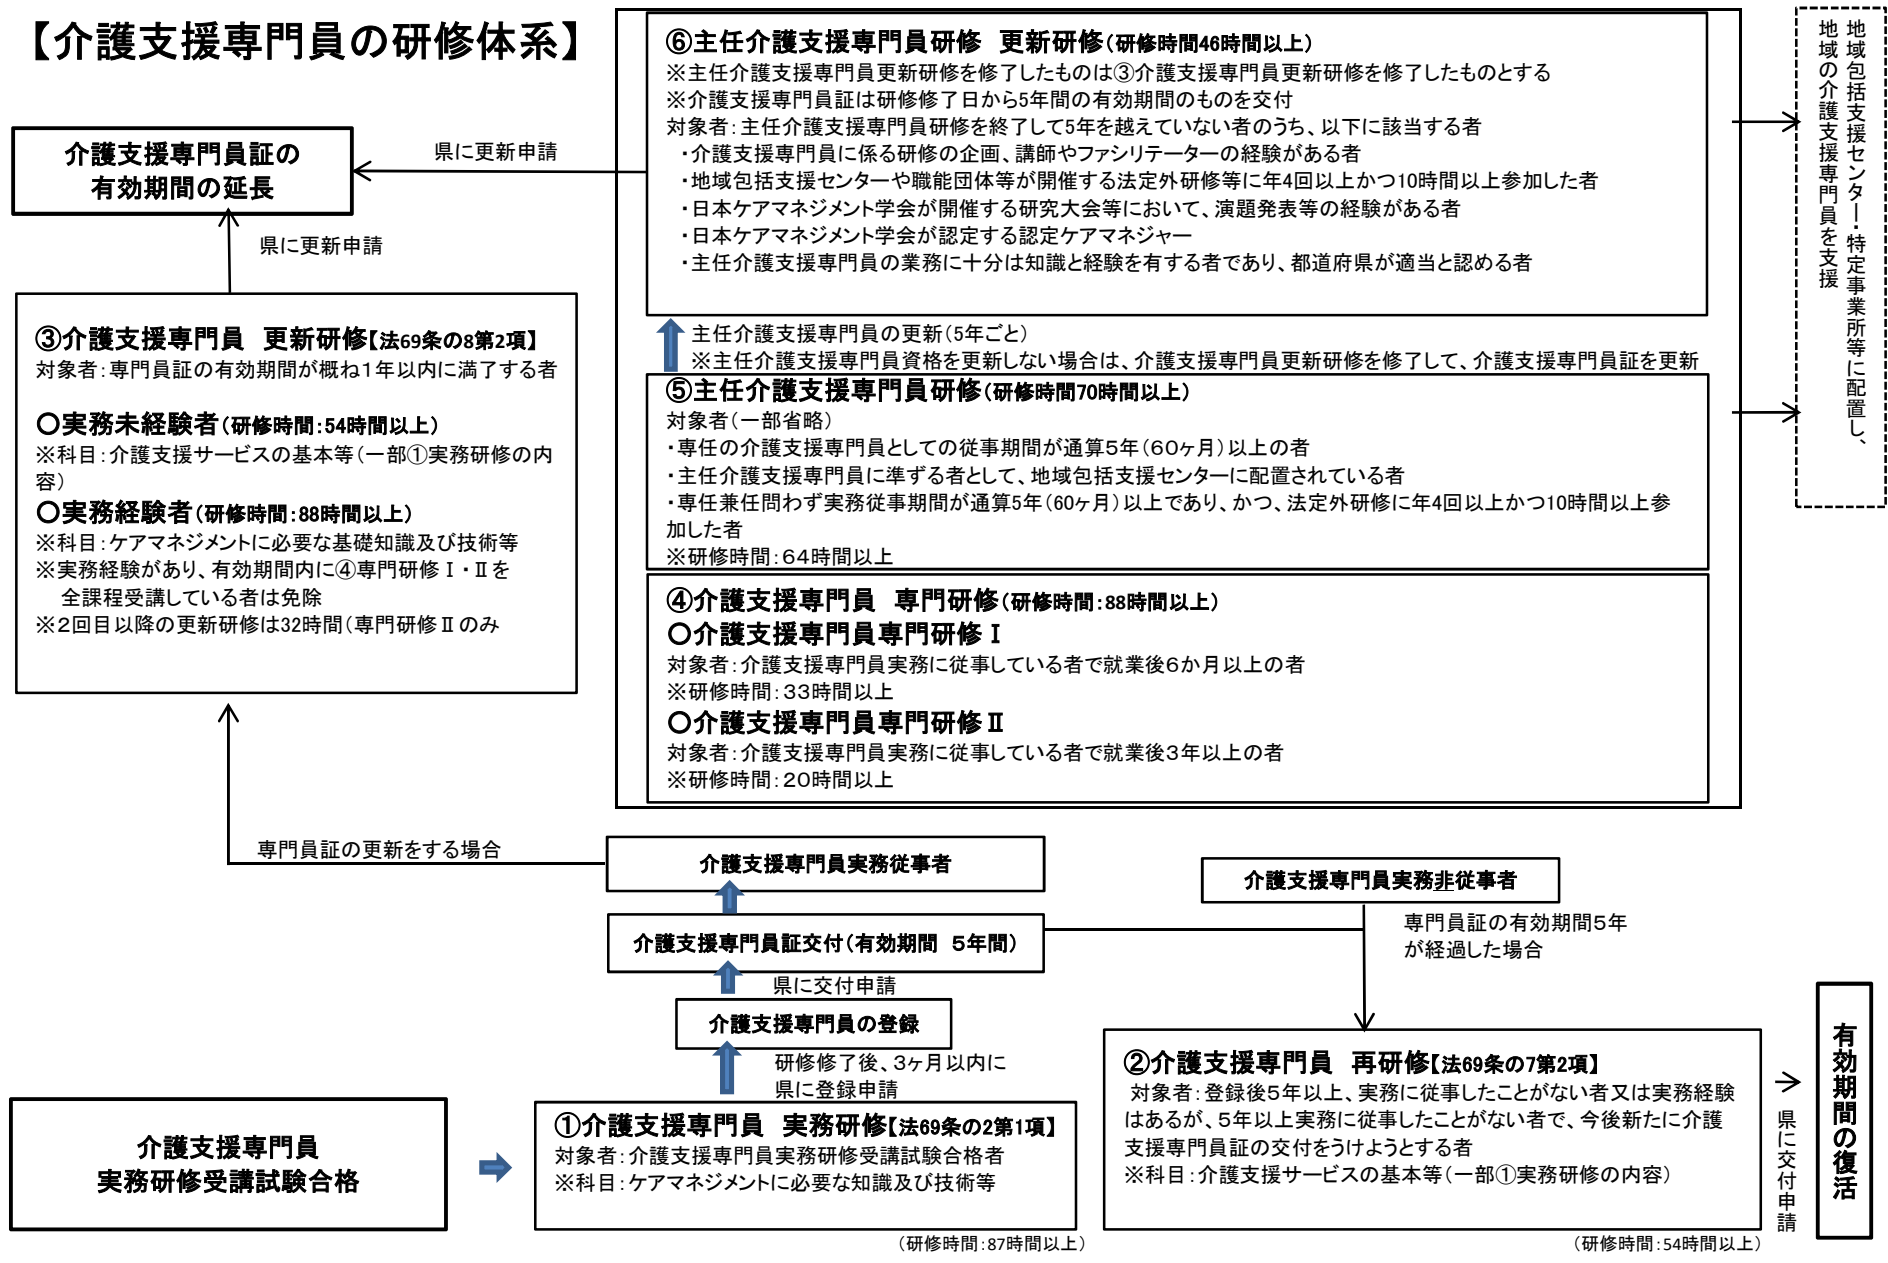 【介護支援専門員の研修体系】
⑥主任介護支援専門員研修　更新研修(研修時間46時間以上)
※主任介護支援専門員更新研修を修了したものは③介護支援専門員更新研修を修了したものとする
※介護支援専門員証は研修修了日から5年間の有効期間のものを交付
対象者：主任介護支援専門員研修を終了して5年を越えていない者のうち、以下に該当する者
・介護支援専門員に係る研修の企画、講師やファシリテーターの経験がある者
・地域包括支援センターや職能団体等が開催する法定外研修等に年4回以上かつ10時間以上参加した者
・日本ケアマネジメント学会が開催する研究大会等において、演題発表等の経験がある者
・日本ケアマネジメント学会が認定する認定ケアマネジャー
・主任介護支援専門員の業務に十分は知識と経験を有する者であり、都道府県が適当と認める者
地域包括支援センター・特定事業所等に配置し、
地域の介護支援専門員を支援
介護支援専門員証の
有効期間の延長
県に更新申請
県に更新申請
主任介護支援専門員の更新(5年ごと)
※主任介護支援専門員資格を更新しない場合は、介護支援専門員更新研修を修了して、介護支援専門員証を更新
③介護支援専門員　更新研修【法69条の8第2項】
対象者：専門員証の有効期間が概ね1年以内に満了する者
○実務未経験者(研修時間:54時間以上)
※科目：介護支援サービスの基本等(一部①実務研修の内
容)
○実務経験者(研修時間:88時間以上)
※科目：ケアマネジメントに必要な基礎知識及び技術等
※実務経験があり、有効期間内に④専門研修Ⅰ・Ⅱを
全課程受講している者は免除
※2回目以降の更新研修は32時間(専門研修Ⅱのみ
⑤主任介護支援専門員研修(研修時間70時間以上)
対象者(一部省略)
・専任の介護支援専門員としての従事期間が通算5年(60ヶ月)以上の者
・主任介護支援専門員に準ずる者として、地域包括支援センターに配置されている者
・専任兼任問わず実務従事期間が通算5年(60ヶ月)以上であり、かつ、法定外研修に年4回以上かつ10時間以上参
加した者
※研修時間：64時間以上
④介護支援専門員　専門研修(研修時間:88時間以上)
○介護支援専門員専門研修Ⅰ
対象者：介護支援専門員実務に従事している者で就業後6か月以上の者
※研修時間：33時間以上
○介護支援専門員専門研修Ⅱ
対象者：介護支援専門員実務に従事している者で就業後3年以上の者
※研修時間：20時間以上
専門員証の更新をする場合
介護支援専門員実務従事者
介護支援専門員実務非従事者
介護支援専門員証交付(有効期間　5年間)
専門員証の有効期間5年
が経過した場合
県に交付申請
介護支援専門員の登録
研修修了後、3ヶ月以内に
県に登録申請
介護支援専門員
実務研修受講試験合格
①介護支援専門員　実務研修【法69条の2第1項】
対象者：介護支援専門員実務研修受講試験合格者
※科目：ケアマネジメントに必要な知識及び技術等
(研修時間：87時間以上)
②介護支援専門員　再研修【法69条の7第2項】
対象者：登録後5年以上、実務に従事したことがない者又は実務経験
はあるが、5年以上実務に従事したことがない者で、今後新たに介護
支援専門員証の交付をうけようとする者
※科目：介護支援サービスの基本等(一部①実務研修の内容)
(研修時間：54時間以上)
県に交付申請
有効期間の復活